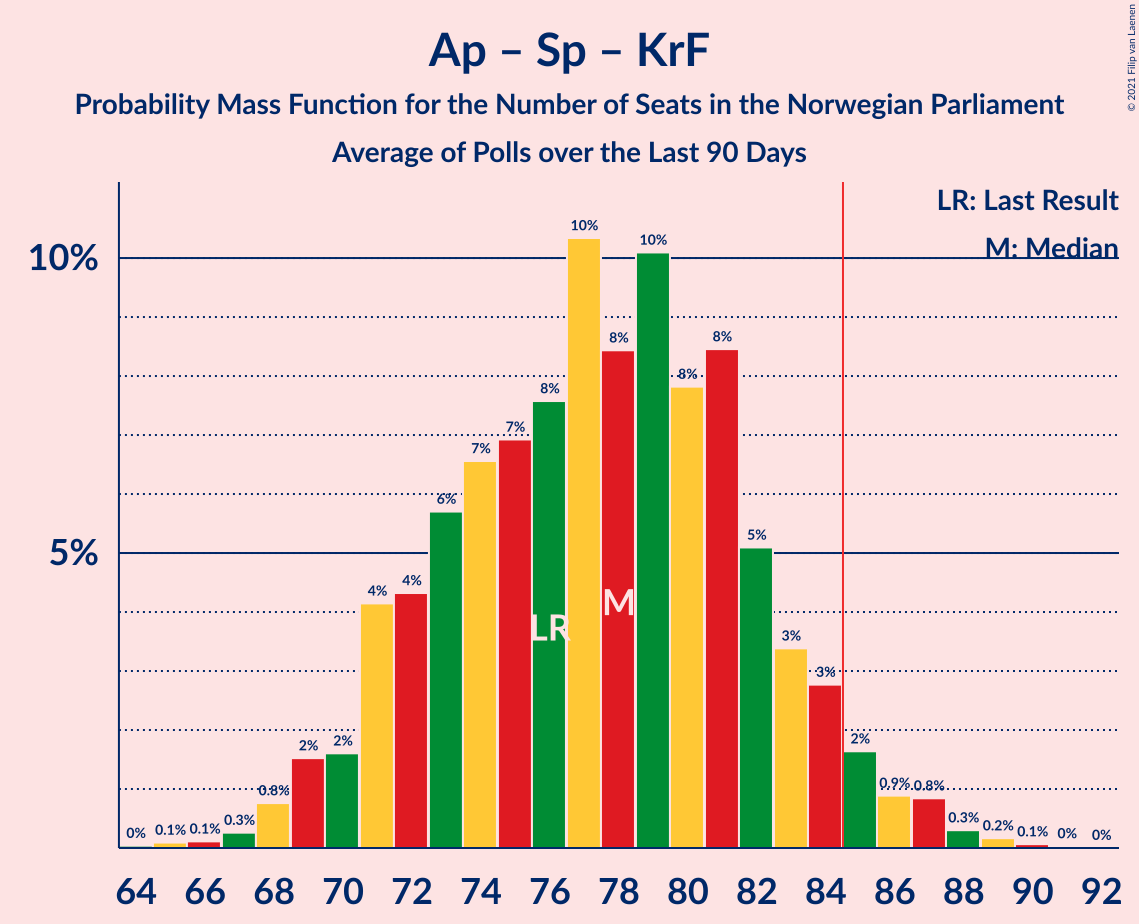 Ap – Sp – KrF
Probability Mass Function for the Number of Seats in the Norwegian Parliament
Average of Polls over the Last 90 Days
© 2021 Filip van Laenen
LR: Last Result
M: Median
10%
5%
0% 0.1% 0.1% 0.3% 0.8% 2% 2% 4% 4% 6% 7% 7% 8% 10% 8% 10% 8% 8% 5% 3% 3% 2% 0.9% 0.8% 0.3% 0.2% 0.1% 0% 0%
LR M
64 66 68 70 72 74 76 78 80 82 84 86 88 90 92